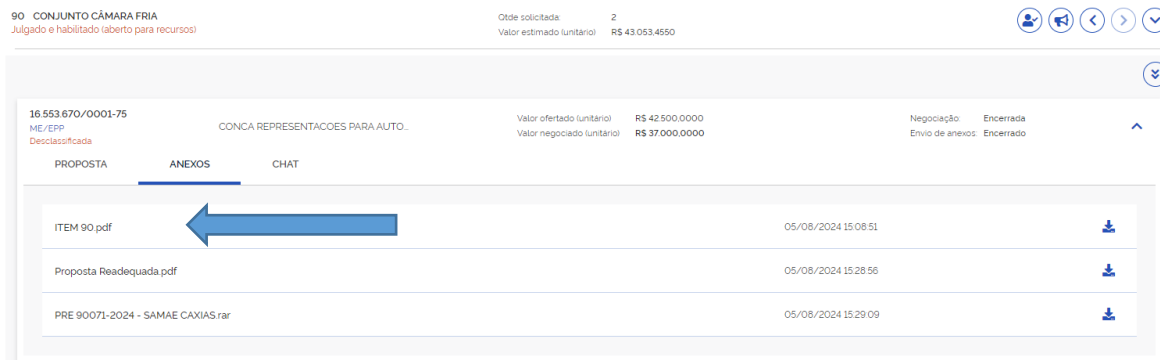 90 CONJUNTO CÂMARA FRIA
Julgado e habilitado (aberto para recursos)
Qtde solicitada: 2
Valor estimado (unitário) R$ 43.053,4550
16.553.670/0001-75
ME/EPP
Desclassificada
CONCA REPRESENTACOES PARA AUTO...
Valor ofertado (unitário) R$ 42.500,0000
Valor negociado (unitário) R$ 37.000,0000
Negociação: Encerrada
Envio de anexos: Encerrado
PROPOSTA ANEXOS CHAT
ITEM 90.pdf 05/08/2024 15:08:51
Proposta Readequada.pdf 05/08/2024 15:28:56
PRE 90071-2024 - SAMAE CAXIAS.rar 05/08/2024 15:29:09